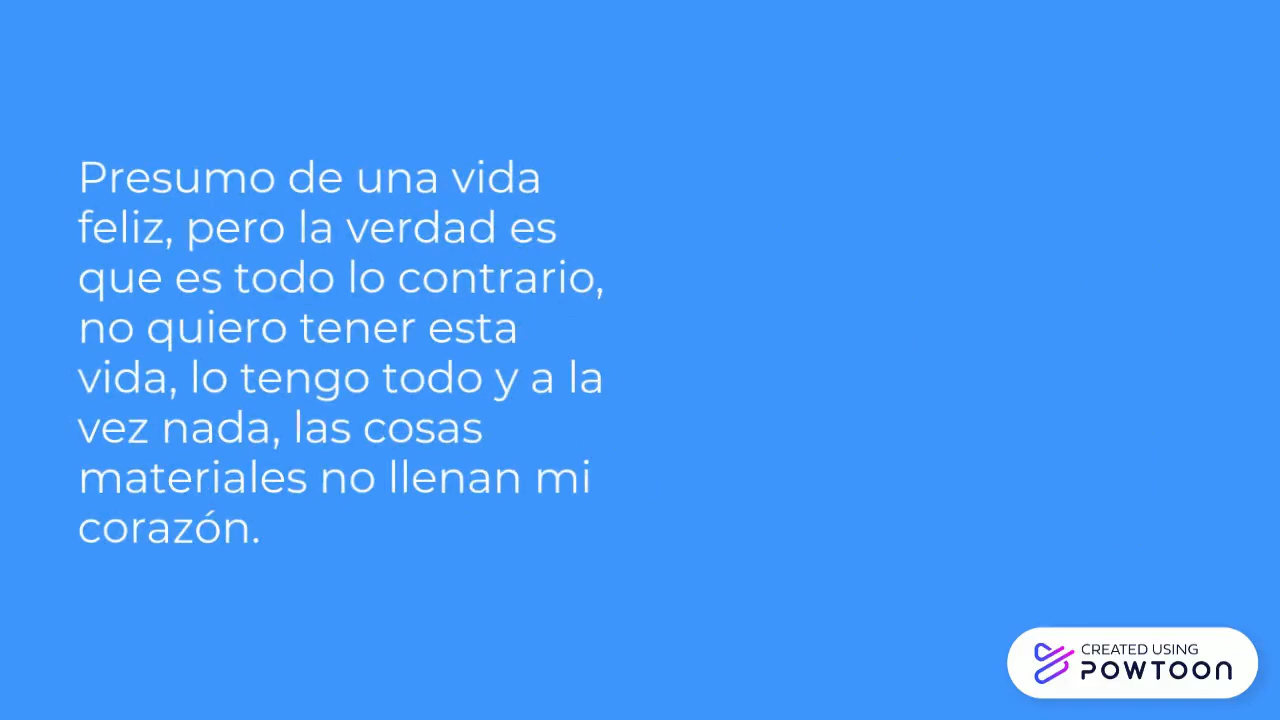 Presumo de una vida
feliz, pero la verdad es
que es todo lo contrario,
no quiero tener esta
vida, lo tengo todo y a la
vez nada, las cosas
materiales no llenan mi
corazón.
CREATED USING
POWTOON